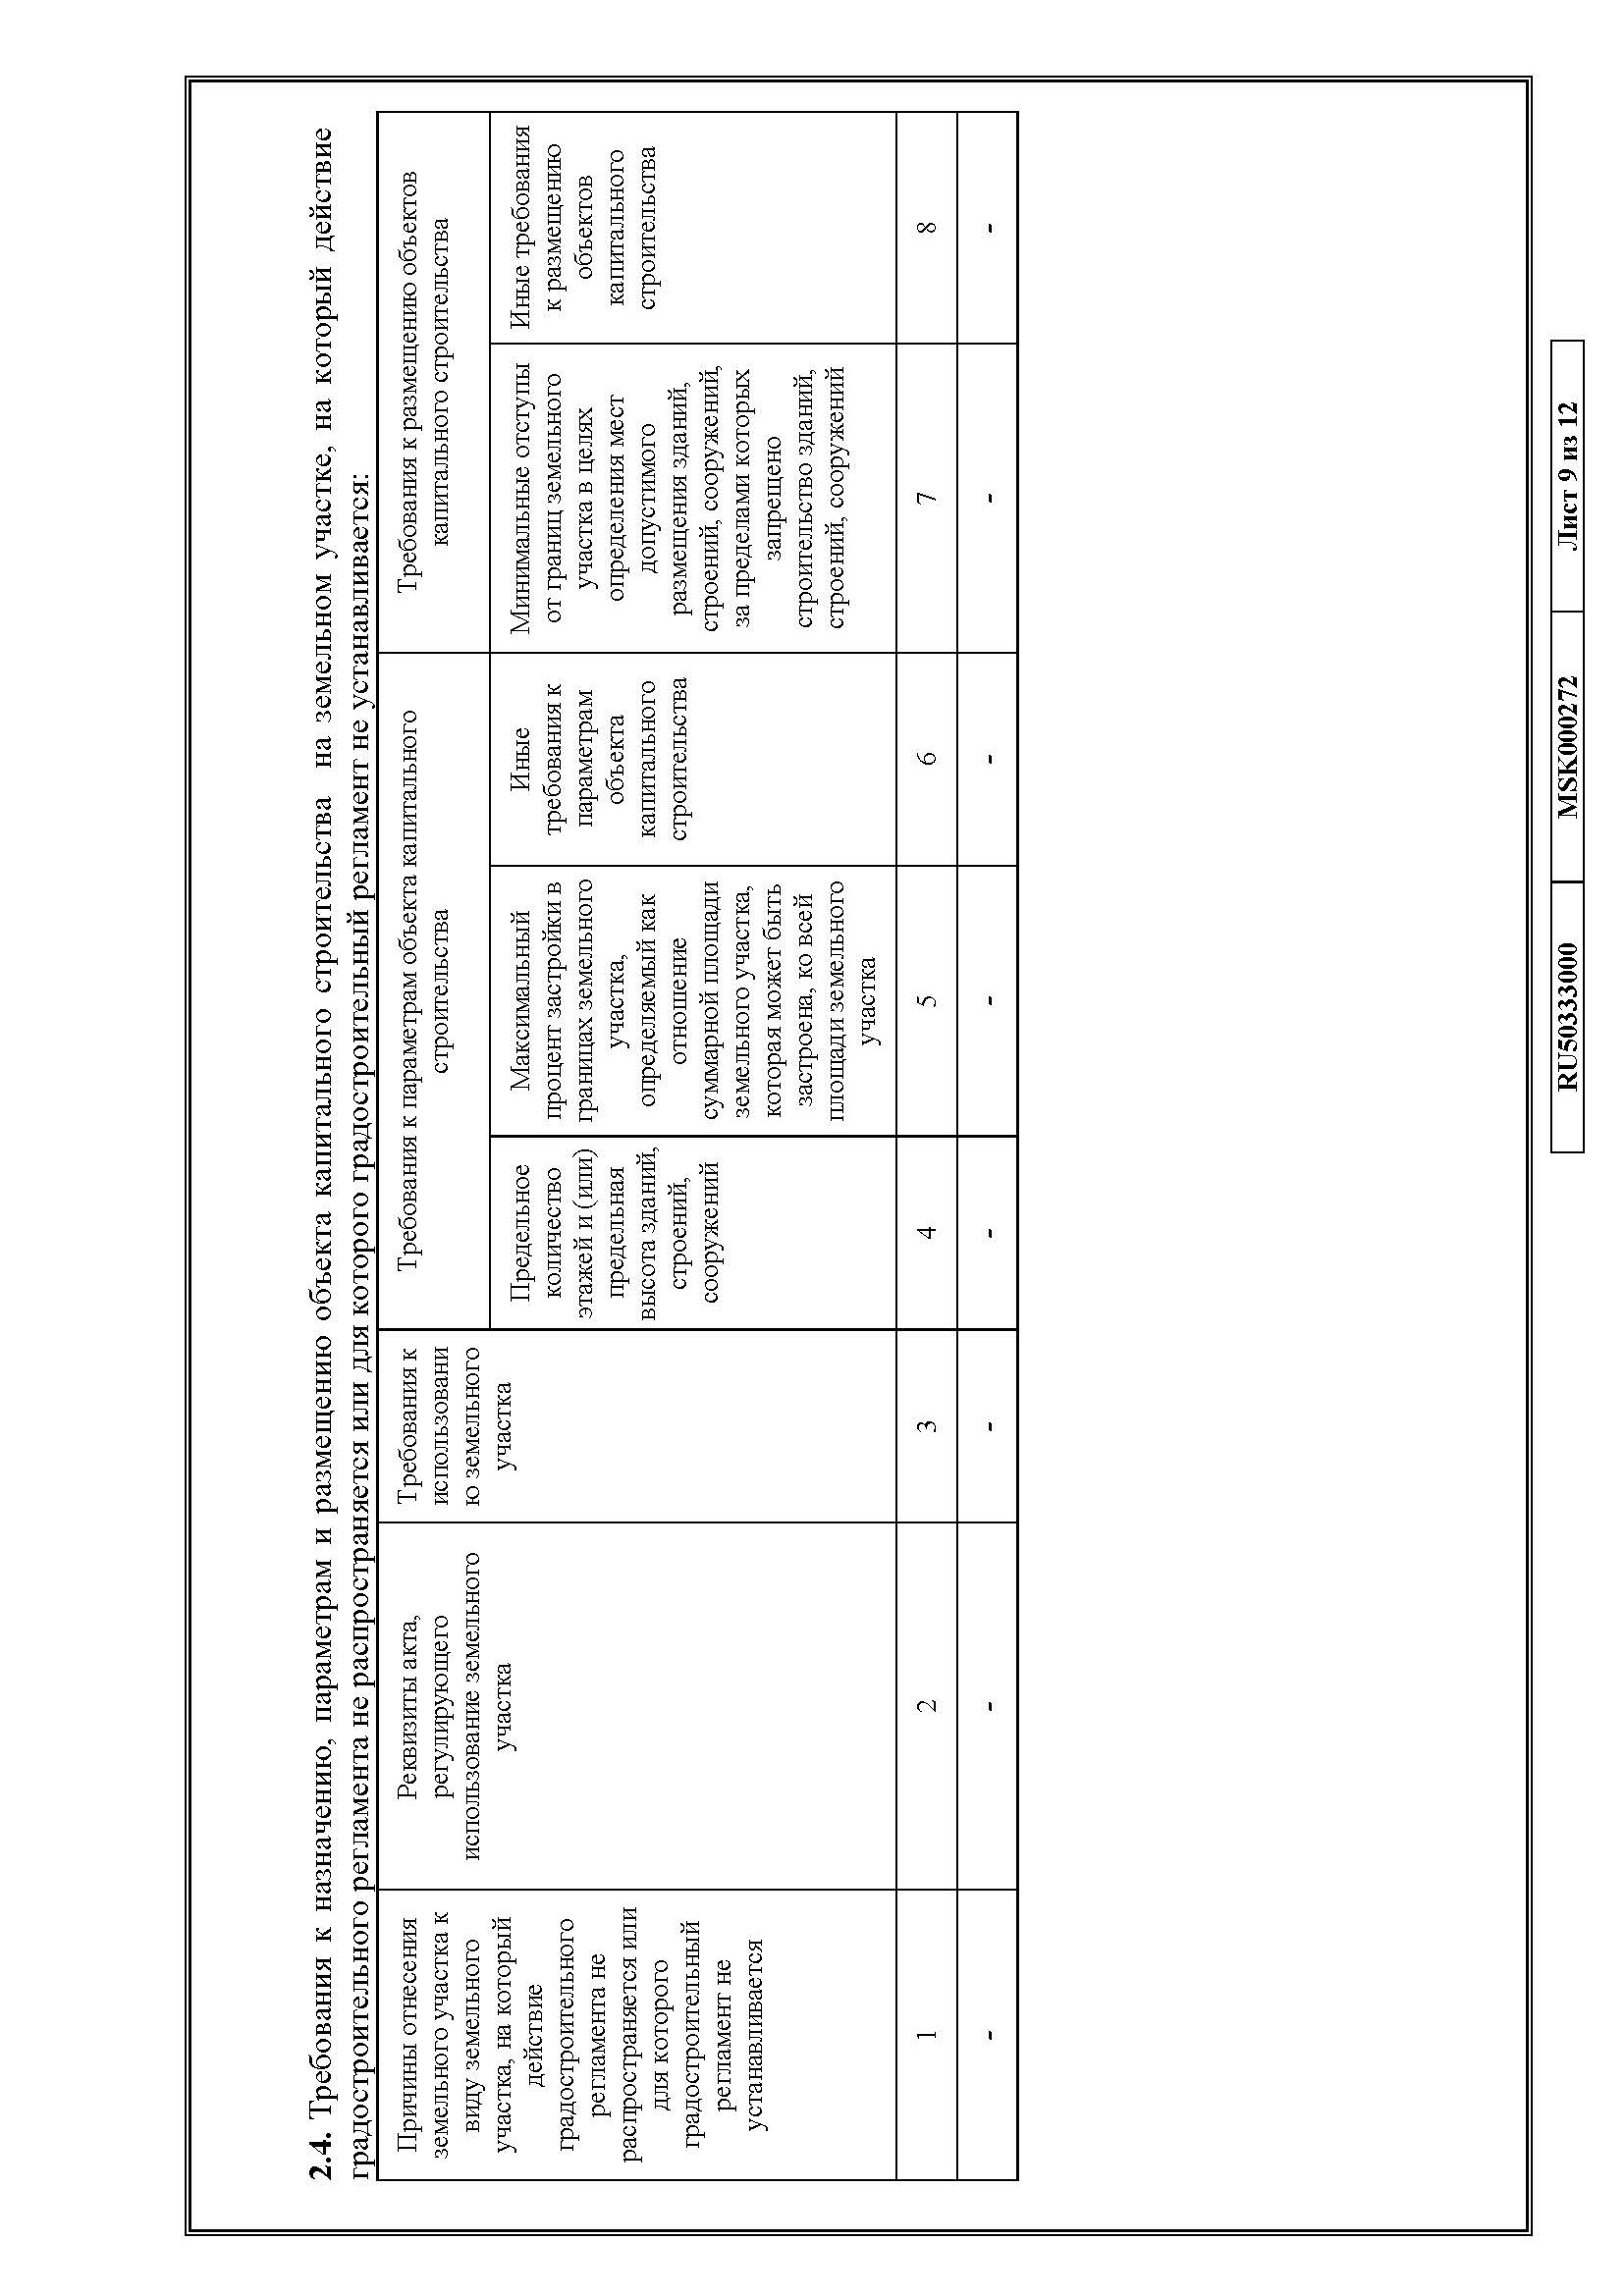 2.4. Требования к назначению, параметрам и размещению объекта капитального строительства на земельном участке, на который действие
градостроительного регламента не распространяется или для которого градостроительный регламент не устанавливается:
Причины отнесения
земельного участка к
виду земельного
участка, на который
действие
градостроительного
регламента не
распространяется или
для которого
градостроительный
регламент не
устанавливается
Реквизиты акта,
регулирующего
использование земельного
участка
Требования к
использовани
ю земельного
участка
Требования к параметрам объекта капитального
строительства
Требования к размещению объектов
капитального строительства
Предельное
количество
этажей и (или)
предельная
высота зданий,
строений,
сооружений
Максимальный
процент застройки в
границах земельного
участка,
определяемый как
отношение
суммарной площади
земельного участка,
которая может быть
застроена, ко всей
площади земельного
участка
Иные
требования к
параметрам
объекта
капитального
строительства
Минимальные отступы
от границ земельного
участка в целях
определения мест
допустимого
размещения зданий,
строений, сооружений,
за пределами которых
запрещено
строительство зданий,
строений, сооружений
Иные требования
к размещению
объектов
капитального
строительства
1 2 3 4 5 6 7 8
- - - - - - - -
RU50333000 MSK000272 Лист 9 из 12